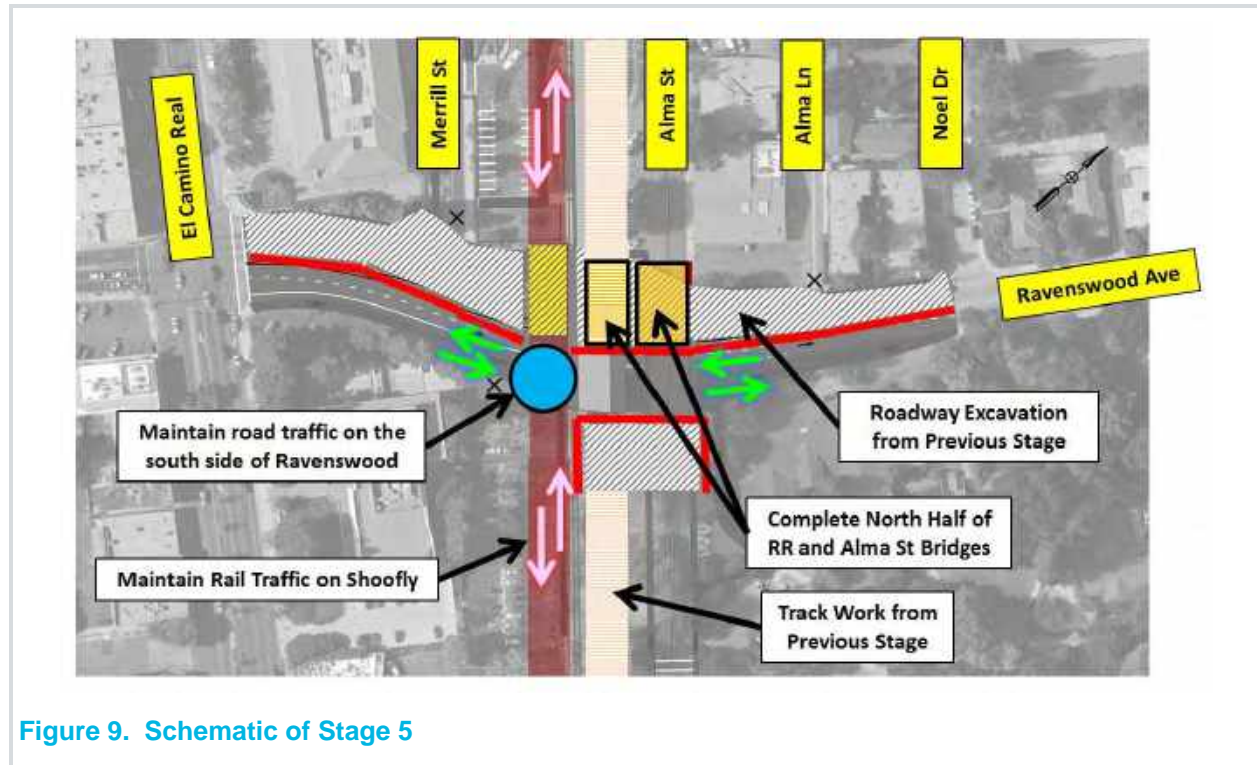 El Camino Real
Merrill St
Alma St
Alma Ln
Noel Dr
Ravenswood Ave
Maintain road traffic on the
south side of Ravenswood
Roadway Excavation
from Previous Stage
Complete North Half of
RR and Alma St Bridges
Maintain Rail Traffic on Shoofly
Track Work from
Previous Stage
Figure 9. Schematic of Stage 5